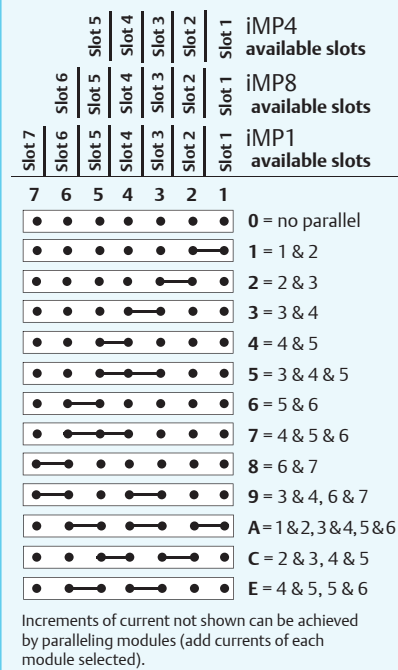 Slot 5 Slot 4 Slot 3 Slot 2 Slot 1 iMP4
available slots
Slot 6 Slot 5 Slot 4 Slot 3 Slot 2 Slot 1 iMP8
available slots
Slot 7 Slot 6 Slot 5 Slot 4 Slot 3 Slot 2 Slot 1 iMP1
available slots
7 6 5 4 3 2 1
0 = no parallel
1 = 1 & 2
2 = 2 & 3
3 = 3 & 4
4 = 4 & 5
5 = 3 & 4 & 5
6 = 5 & 6
7 = 4 & 5 & 6
8 = 6 & 7
9 = 3 & 4, 6 & 7
A=1&2,3&4,5&6
C = 2 & 3, 4 & 5
E = 4 & 5, 5 & 6
Increments of current not shown can be achieved
by paralleling modules (add currents of each
module selected).